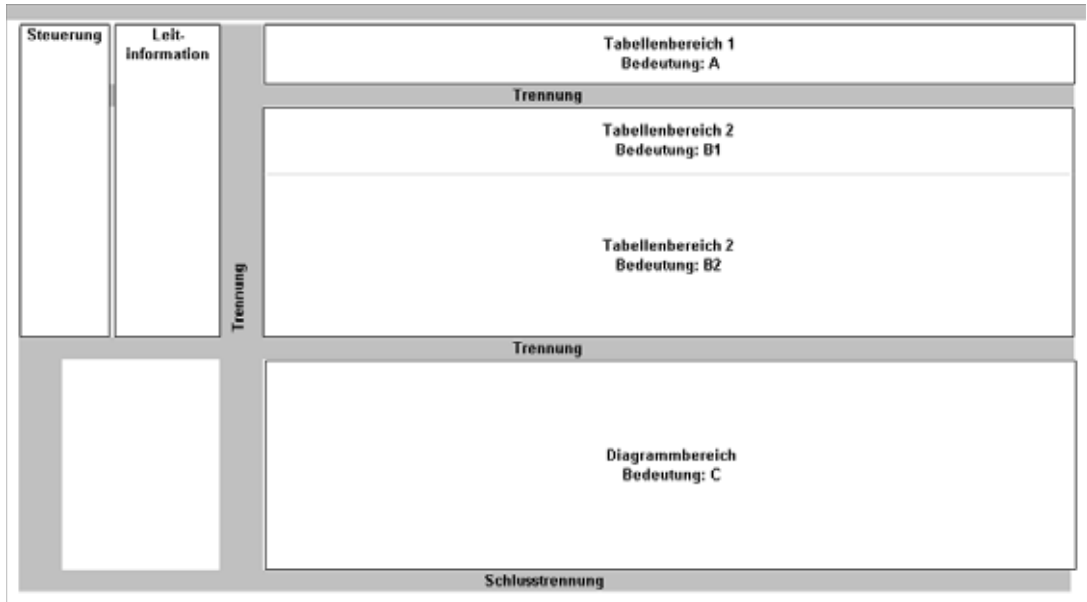 Steuerung
Leit-
information
Tabellenbereich 1
Bedeutung: A
Trennung
Tabellenbereich 2
Bedeutung: B1
Tabellenbereich 2
Bedeutung: B2
Trennung
Trennung
Diagrammbereich
Bedeutung: C
Schlusstrennung